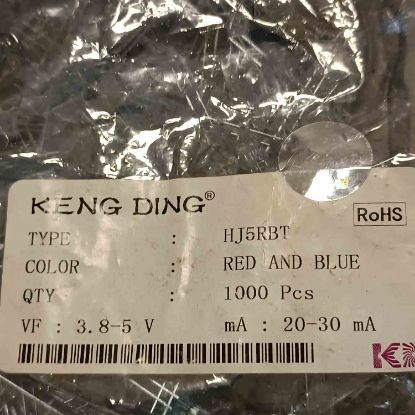 KENG DING®
RoHS
TYPE : HJ5RBT
COLOR : RED AND BLUE
QTY : 1000 Pcs
VF : 3.8-5 V mA : 20-30 mA